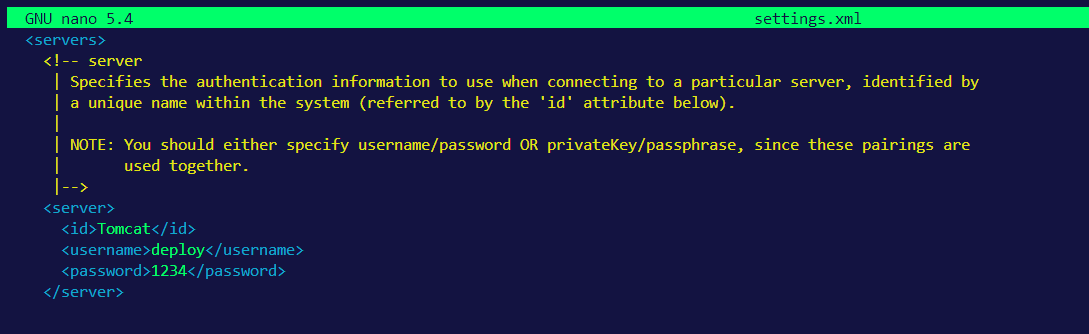 GNU nano 5.4 settings.xml
<servers>
<!-- server
| Specifies the authentication information to use when connecting to a particular server, identified by
| a unique name within the system (referred to by the 'id' attribute below).
|
| NOTE: You should either specify username/password OR privateKey/passphrase, since these pairings are
| used together.
|-->
<server>
<id>Tomcat</id>
<username>deploy</username>
<password>1234</password>
</server>